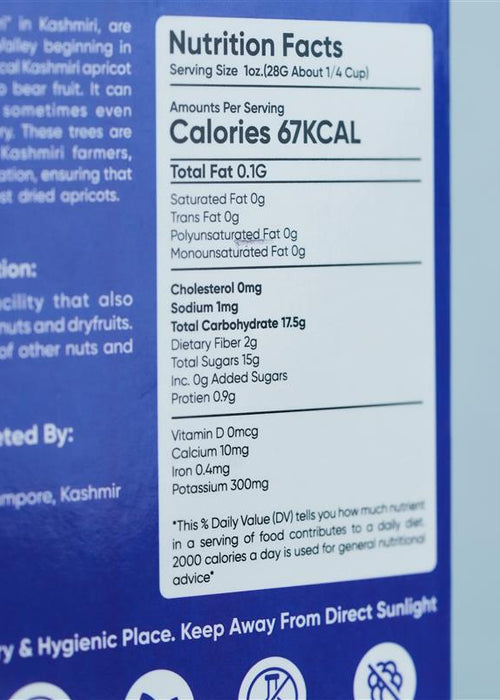 i" in Kashmiri, are
Valley beginning in
cal Kashmiri apricot
o bear fruit. It can
sometimes even
ry. These trees are
Kashmiri farmers,
ation, ensuring that
st dried apricots.
tion:
cility that also
nuts and dryfruits.
of other nuts and
eted By:
ampore, Kashmir
Nutrition Facts
Serving Size 1oz.(28G About 1/4 Cup)
Amounts Per Serving
Calories 67KCAL
Total Fat 0.1G
Saturated Fat 0g
Trans Fat 0g
Polyunsaturated Fat 0g
Monounsaturated Fat 0g
Cholesterol 0mg
Sodium 1mg
Total Carbohydrate 17.5g
Dietary Fiber 2g
Total Sugars 15g
Inc. 0g Added Sugars
Protien 0.9g
Vitamin D 0mcg
Calcium 10mg
Iron 0.4mg
Potassium 300mg
*This % Daily Value (DV) tells you how much nutrient
in a serving of food contributes to a daily diet.
2000 calories a day is used for general nutritional
advice*
ry & Hygienic Place. Keep Away From Direct Sunlight